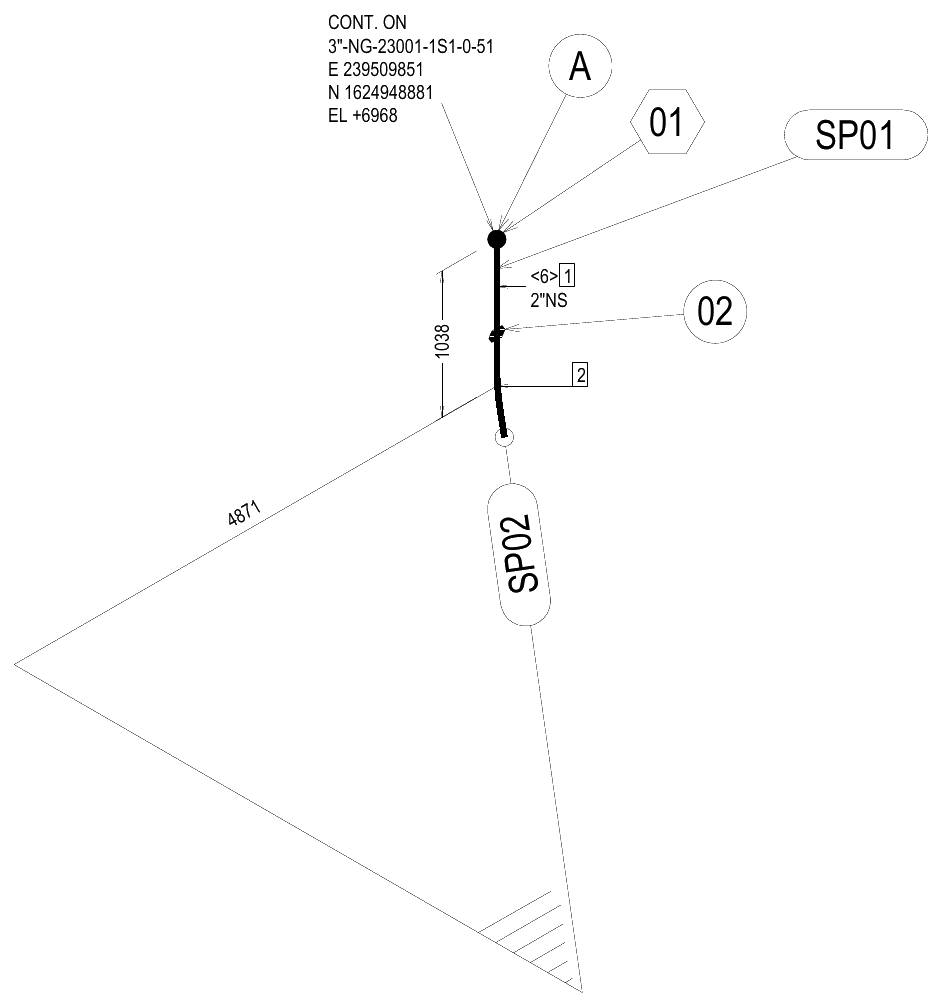 CONT. ON
3"-NG-23001-1S1-0-51
E 239509851
N 1624948881
EL +6968
A
01
SP01
<6> 1
2"NS
02
1038
2
4871
SP02